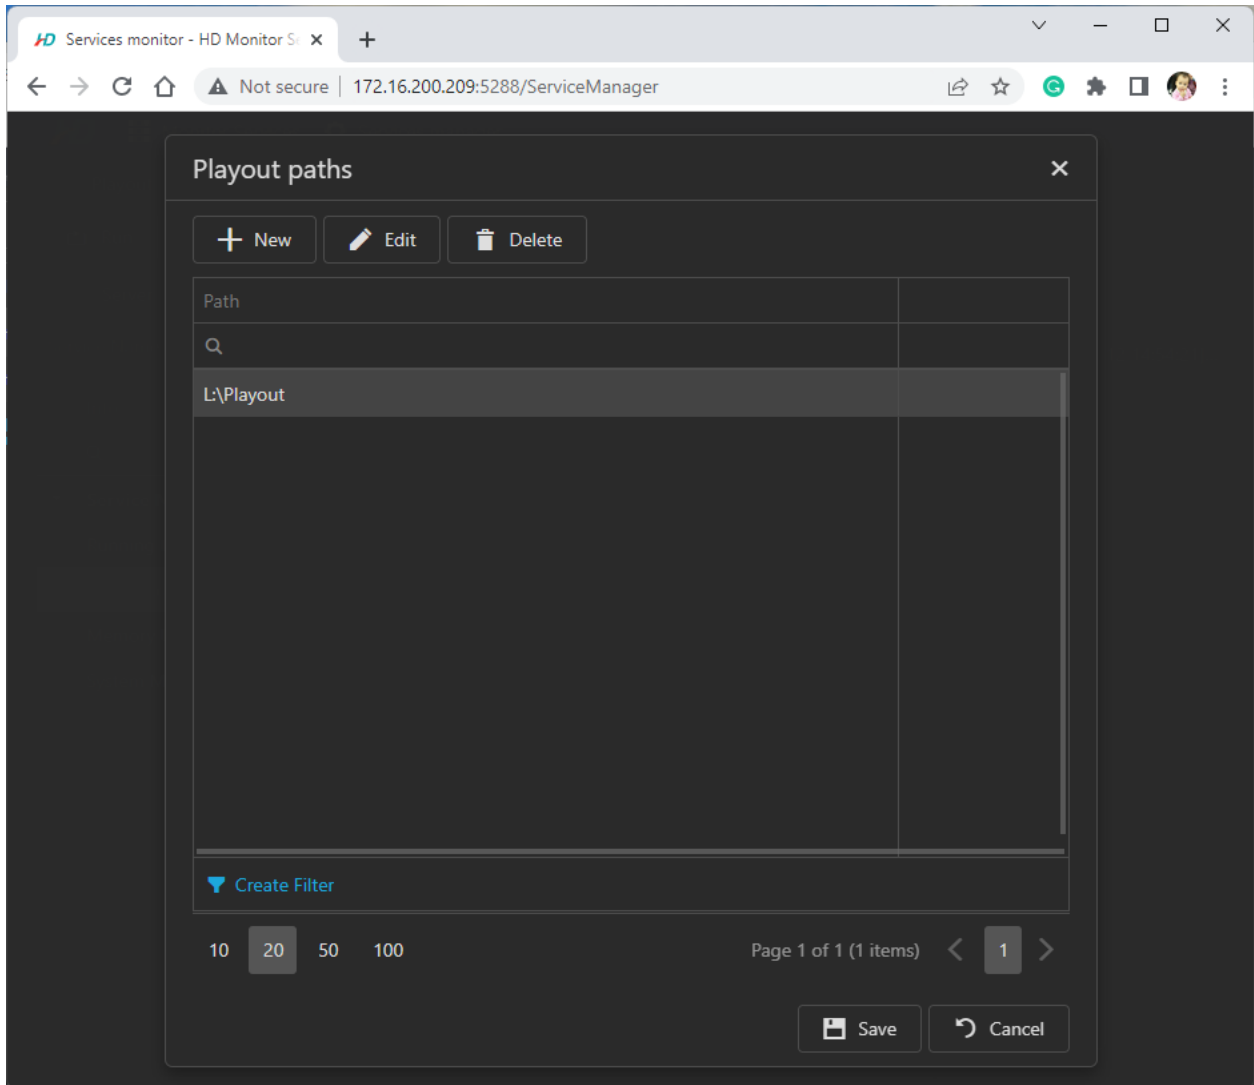 HD Services monitor - HD Monitor S
Not secure | 172.16.200.209:5288/ServiceManager
Playout paths
New Edit Delete
Path
L:\Playout
Create Filter
10 20 50 100 Page 1 of 1 (1 items) 1
Save Cancel